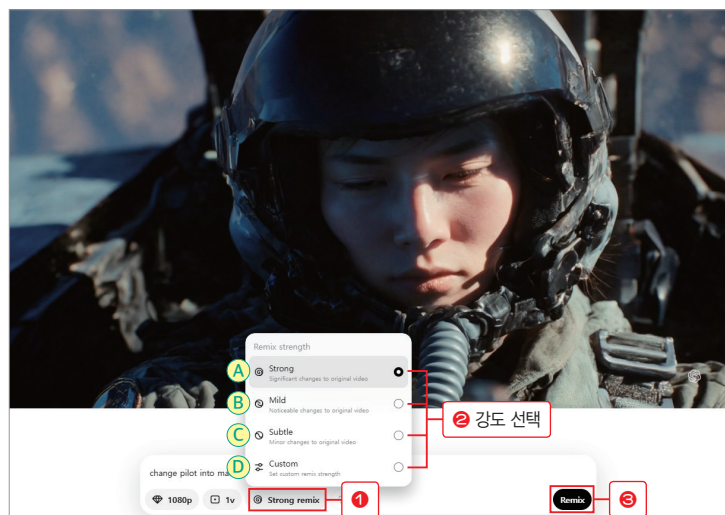 Remix strength
A
Strong
Significant changes to original video
B
Mild
Noticeable changes to original video
C
Subtle
Minor changes to original video
D
Custom
Set custom remix strength
❷ 강도 선택
change pilot into
1080p
1v
Strong remix
❶
Remix
❸